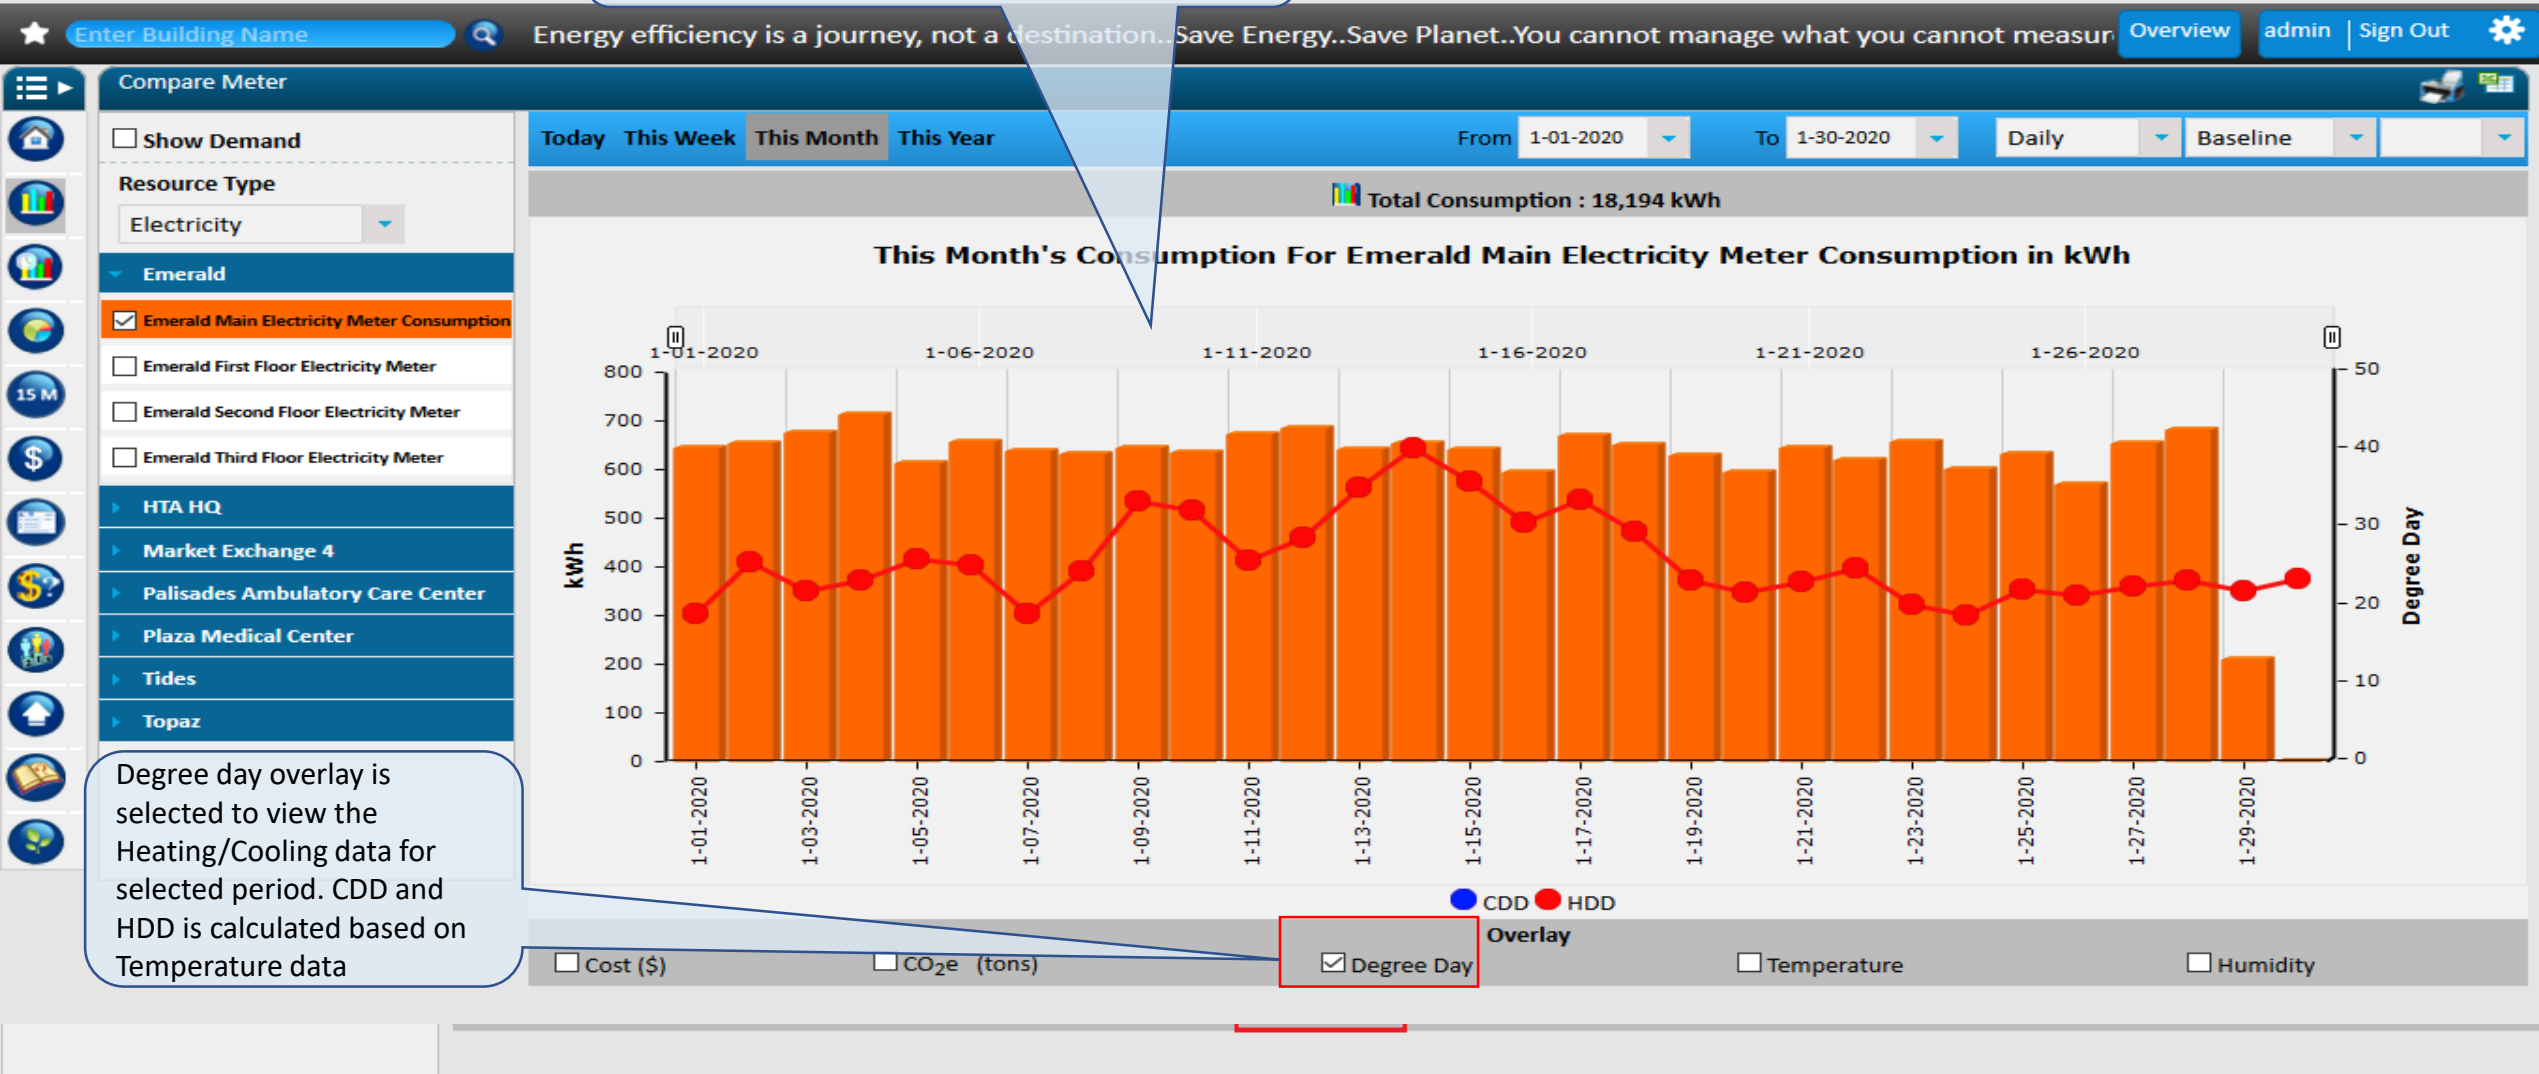 Enter Building Name
Energy efficiency is a journey, not a destination..Save Energy..Save Planet..You cannot manage what you cannot measur
Overview
admin | Sign Out
Compare Meter
Show Demand
Resource Type
Electricity
Emerald
Emerald Main Electricity Meter Consumption
Emerald First Floor Electricity Meter
Emerald Second Floor Electricity Meter
Emerald Third Floor Electricity Meter
HTA HQ
Market Exchange 4
Palisades Ambulatory Care Center
Plaza Medical Center
Tides
Topaz
15 M
Today This Week This Month This Year
From 1-01-2020 To 1-30-2020 Daily Baseline
Total Consumption : 18,194 kWh
This Month's Consumption For Emerald Main Electricity Meter Consumption in kWh
1-01-2020 1-06-2020 1-11-2020 1-16-2020 1-21-2020 1-26-2020
800
700
600
500
400
300
200
100
0
kWh
50
40
30
20
10
0
Degree Day
1-01-2020 1-03-2020 1-05-2020 1-07-2020 1-09-2020 1-11-2020 1-13-2020 1-15-2020 1-17-2020 1-19-2020 1-21-2020 1-23-2020 1-25-2020 1-27-2020 1-29-2020
CDD HDD
Overlay
Cost ($) CO₂e (tons) Degree Day Temperature Humidity
Degree day overlay is
selected to view the
Heating/Cooling data for
selected period. CDD and
HDD is calculated based on
Temperature data